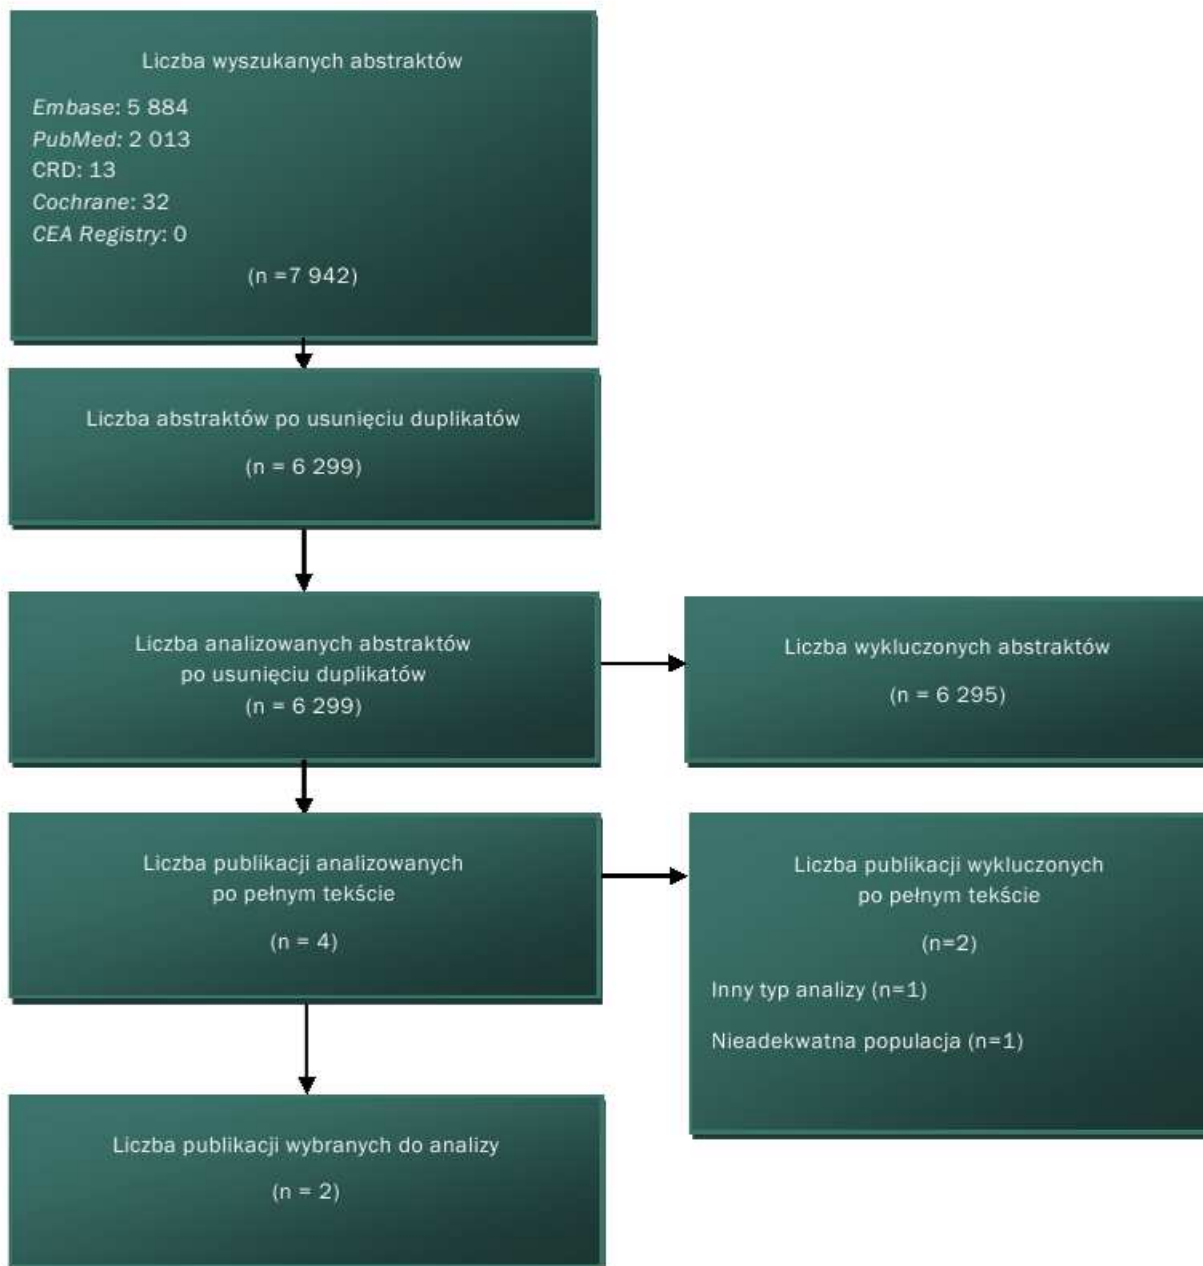 Liczba wyszukanych abstraktów
Embase: 5 884
PubMed: 2 013
CRD: 13
Cochrane: 32
CEA Registry: 0
(n =7 942)
Liczba abstraktów po usunięciu duplikatów
(n = 6 299)
Liczba analizowanych abstraktów
po usunięciu duplikatów
(n = 6 299)
Liczba wykluczonych abstraktów
(n = 6 295)
Liczba publikacji analizowanych
po pełnym tekście
(n = 4)
Liczba publikacji wykluczonych
po pełnym tekście
(n=2)
Inny typ analizy (n=1)
Nieadekwatna populacja (n=1)
Liczba publikacji wybranych do analizy
(n = 2)